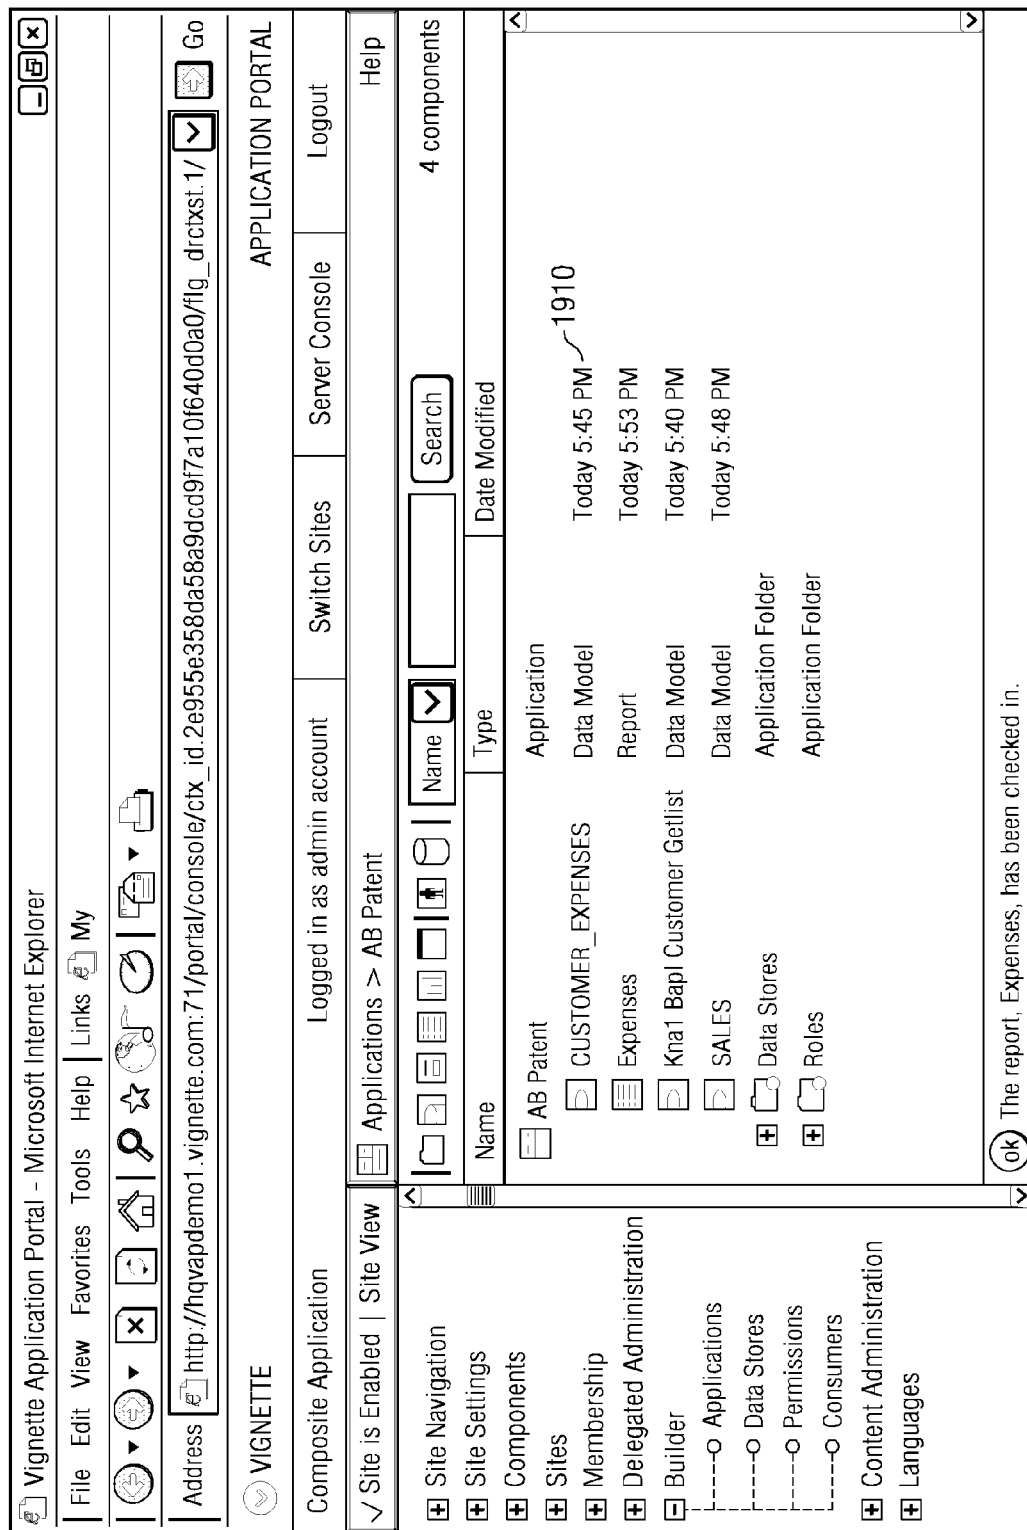 Vignette Application Portal - Microsoft Internet Explorer
File Edit View Favorites Tools Help | Links My
Address http://hqvapdemo1.vignette.com:71/portal/console/ctx_id.2e955e358da58a9dcd9f7a10f640d0a0/flg_drctxst.1/ Go
VIGNETTE APPLICATION PORTAL
Composite Application Logged in as admin account Switch Sites Server Console Logout
Site is Enabled | Site View Applications > AB Patent Help
Name Search 4 components
Name Type Date Modified
Site Navigation
Site Settings
Components
Sites
Membership
Delegated Administration
Builder
Applications
Data Stores
Permissions
Consumers
Content Administration
Languages
AB Patent Application
CUSTOMER_EXPENSES Data Model Today 5:45 PM 1910
Expenses Report Today 5:53 PM
Kna1 Bapl Customer Getlist Data Model Today 5:40 PM
SALES Data Model Today 5:48 PM
Data Stores Application Folder
Roles Application Folder
ok The report, Expenses, has been checked in.